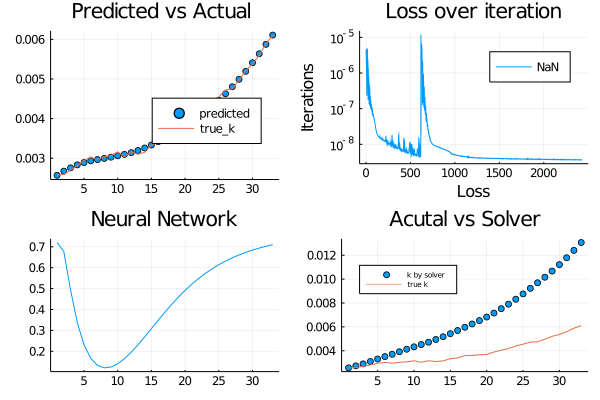 Predicted vs Actual
0.006
0.005
0.004
0.003
predicted
true_k
5 10 15 20 25 30
Loss over iteration
Iterations
10⁻⁵
10⁻⁶
10⁻⁷
10⁻⁸
NaN
0 500 1000 1500 2000
Loss
Neural Network
0.7
0.6
0.5
0.4
0.3
0.2
5 10 15 20 25 30
Acutal vs Solver
0.012
0.010
0.008
0.006
0.004
k by solver
true k
5 10 15 20 25 30